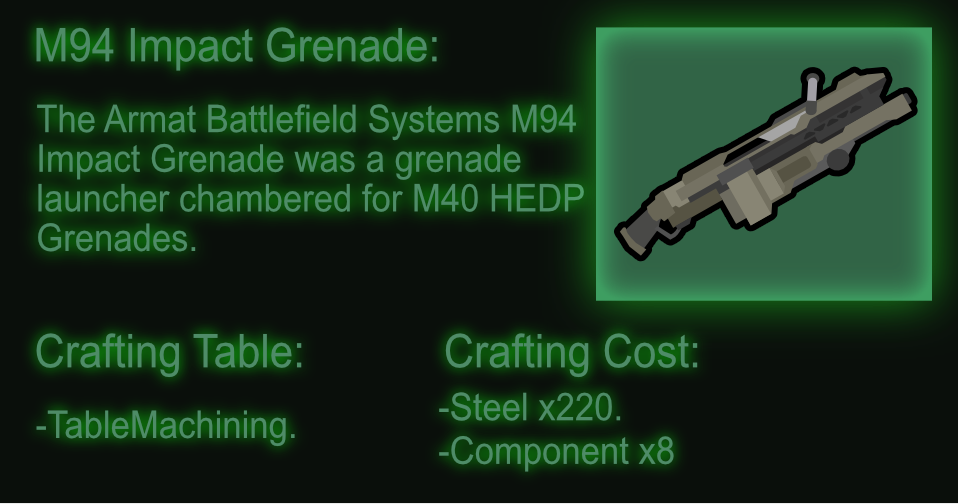 M94 Impact Grenade:
The Armat Battlefield Systems M94
Impact Grenade was a grenade
launcher chambered for M40 HEDP
Grenades.
Crafting Table:
-TableMachining.
Crafting Cost:
-Steel x220.
-Component x8